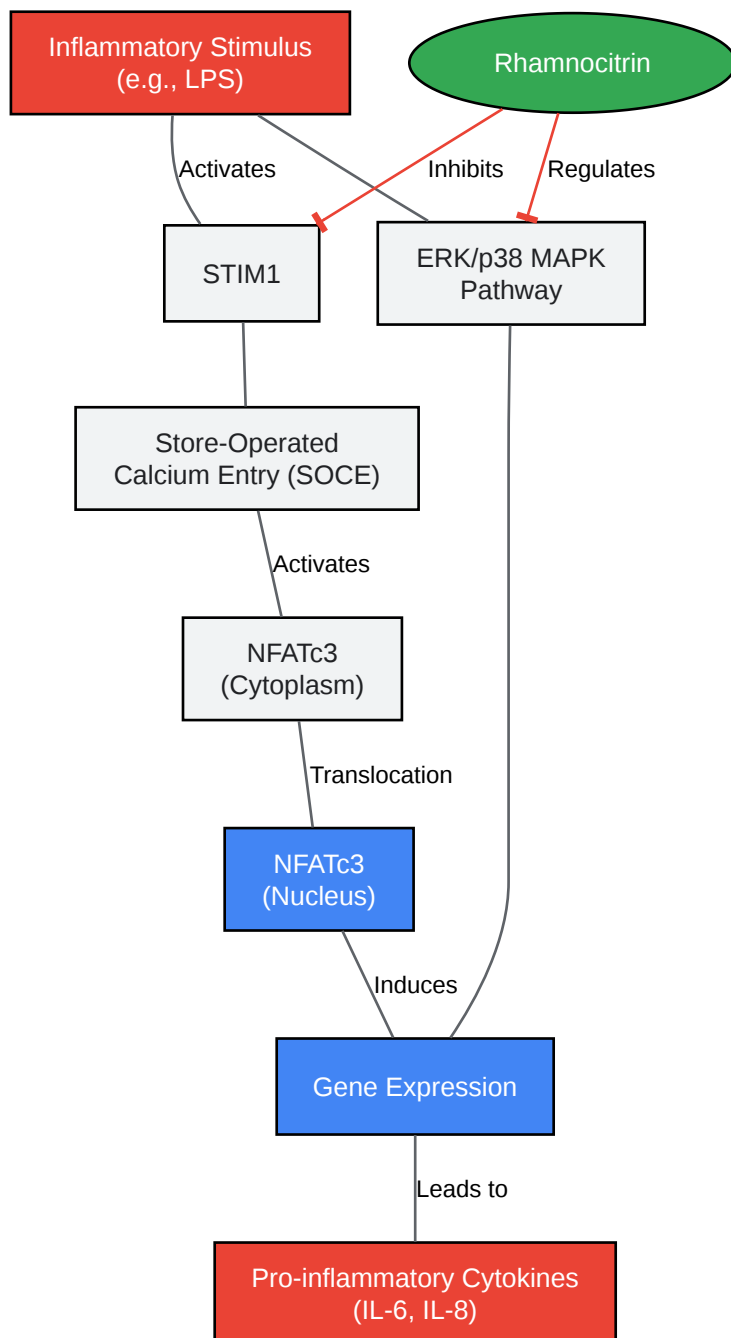 Inflammatory Stimulus
(e.g., LPS)
Rhamnocitrin
Activates
Inhibits
Regulates
STIM1
ERK/p38 MAPK
Pathway
Store-Operated
Calcium Entry (SOCE)
Activates
NFATc3
(Cytoplasm)
Translocation
NFATc3
(Nucleus)
Induces
Gene Expression
Leads to
Pro-inflammatory Cytokines
(IL-6, IL-8)